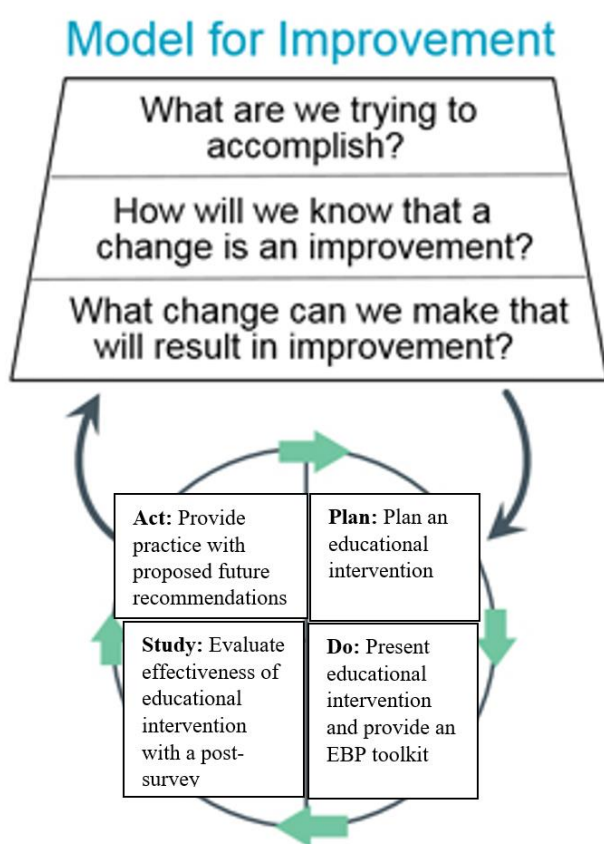 Model for Improvement
What are we trying to
accomplish?
How will we know that a
change is an improvement?
What change can we make that
will result in improvement?
Act: Provide
practice with
proposed future
recommendations
Plan: Plan an
educational
intervention
Study: Evaluate
effectiveness of
educational
intervention
with a post-
survey
Do: Present
educational
intervention
and provide an
EBP toolkit